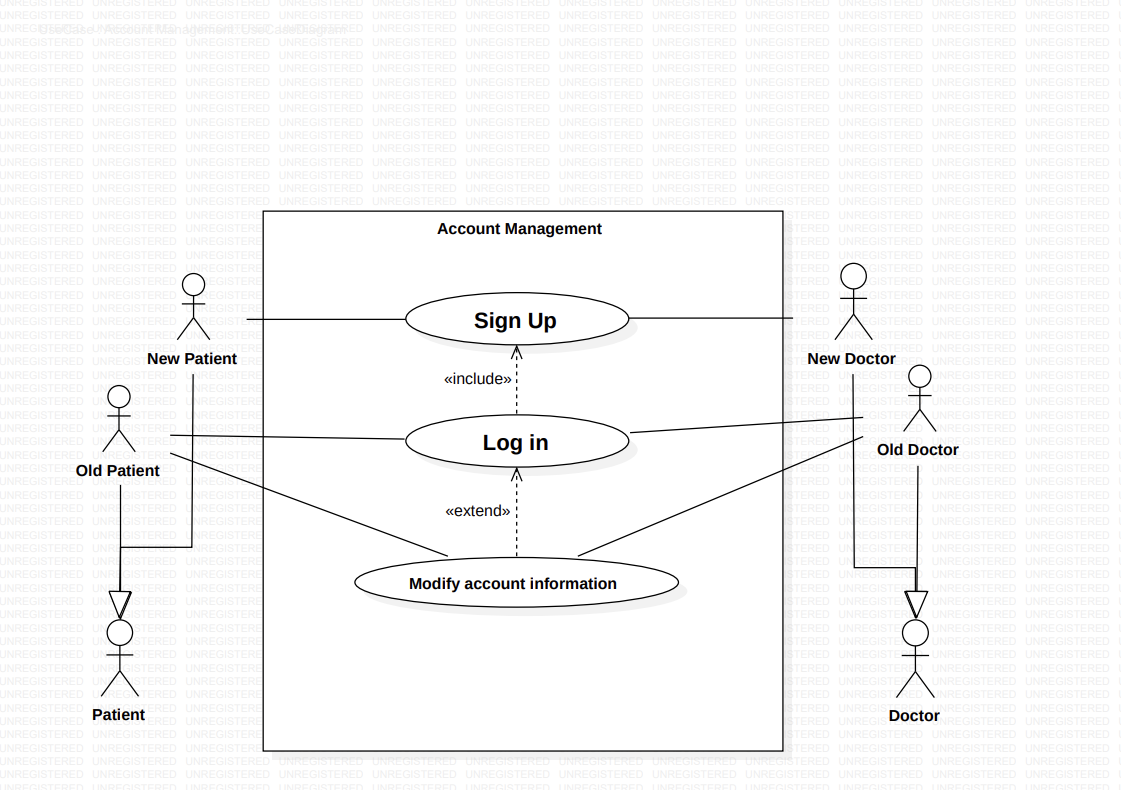 UseCase-: Account Management::UseCaseDiagram
Account Management
Sign Up
New Patient
New Doctor
«include»
Log in
Old Patient
Old Doctor
«extend»
Modify account information
Patient
Doctor
UNREGISTERED